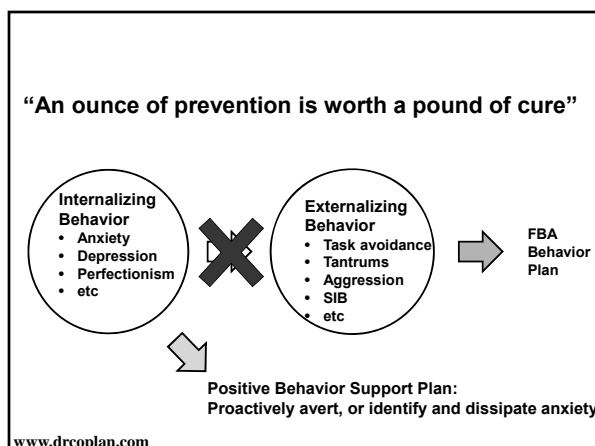 “An ounce of prevention is worth a pound of cure”
Internalizing
Behavior
• Anxiety
• Depression
• Perfectionism
• etc
Externalizing
Behavior
• Task avoidance
• Tantrums
• Aggression
• SIB
• etc
FBA
Behavior
Plan
Positive Behavior Support Plan:
Proactively avert, or identify and dissipate anxiety
www.drcoplan.com